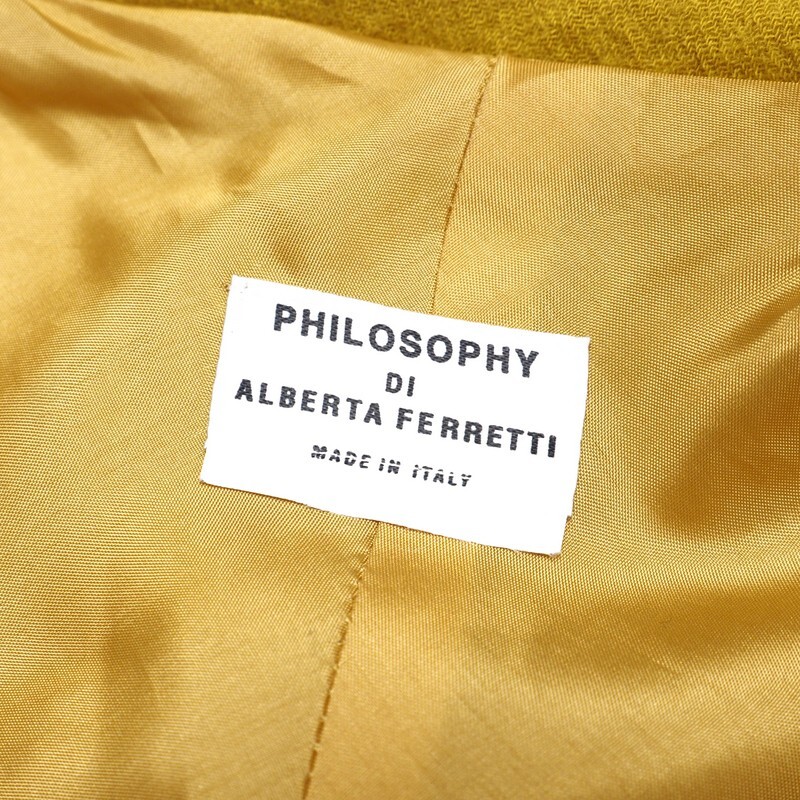 PHILOSOPHY
DI
ALBERTA FERRETTI
MADE IN ITALY